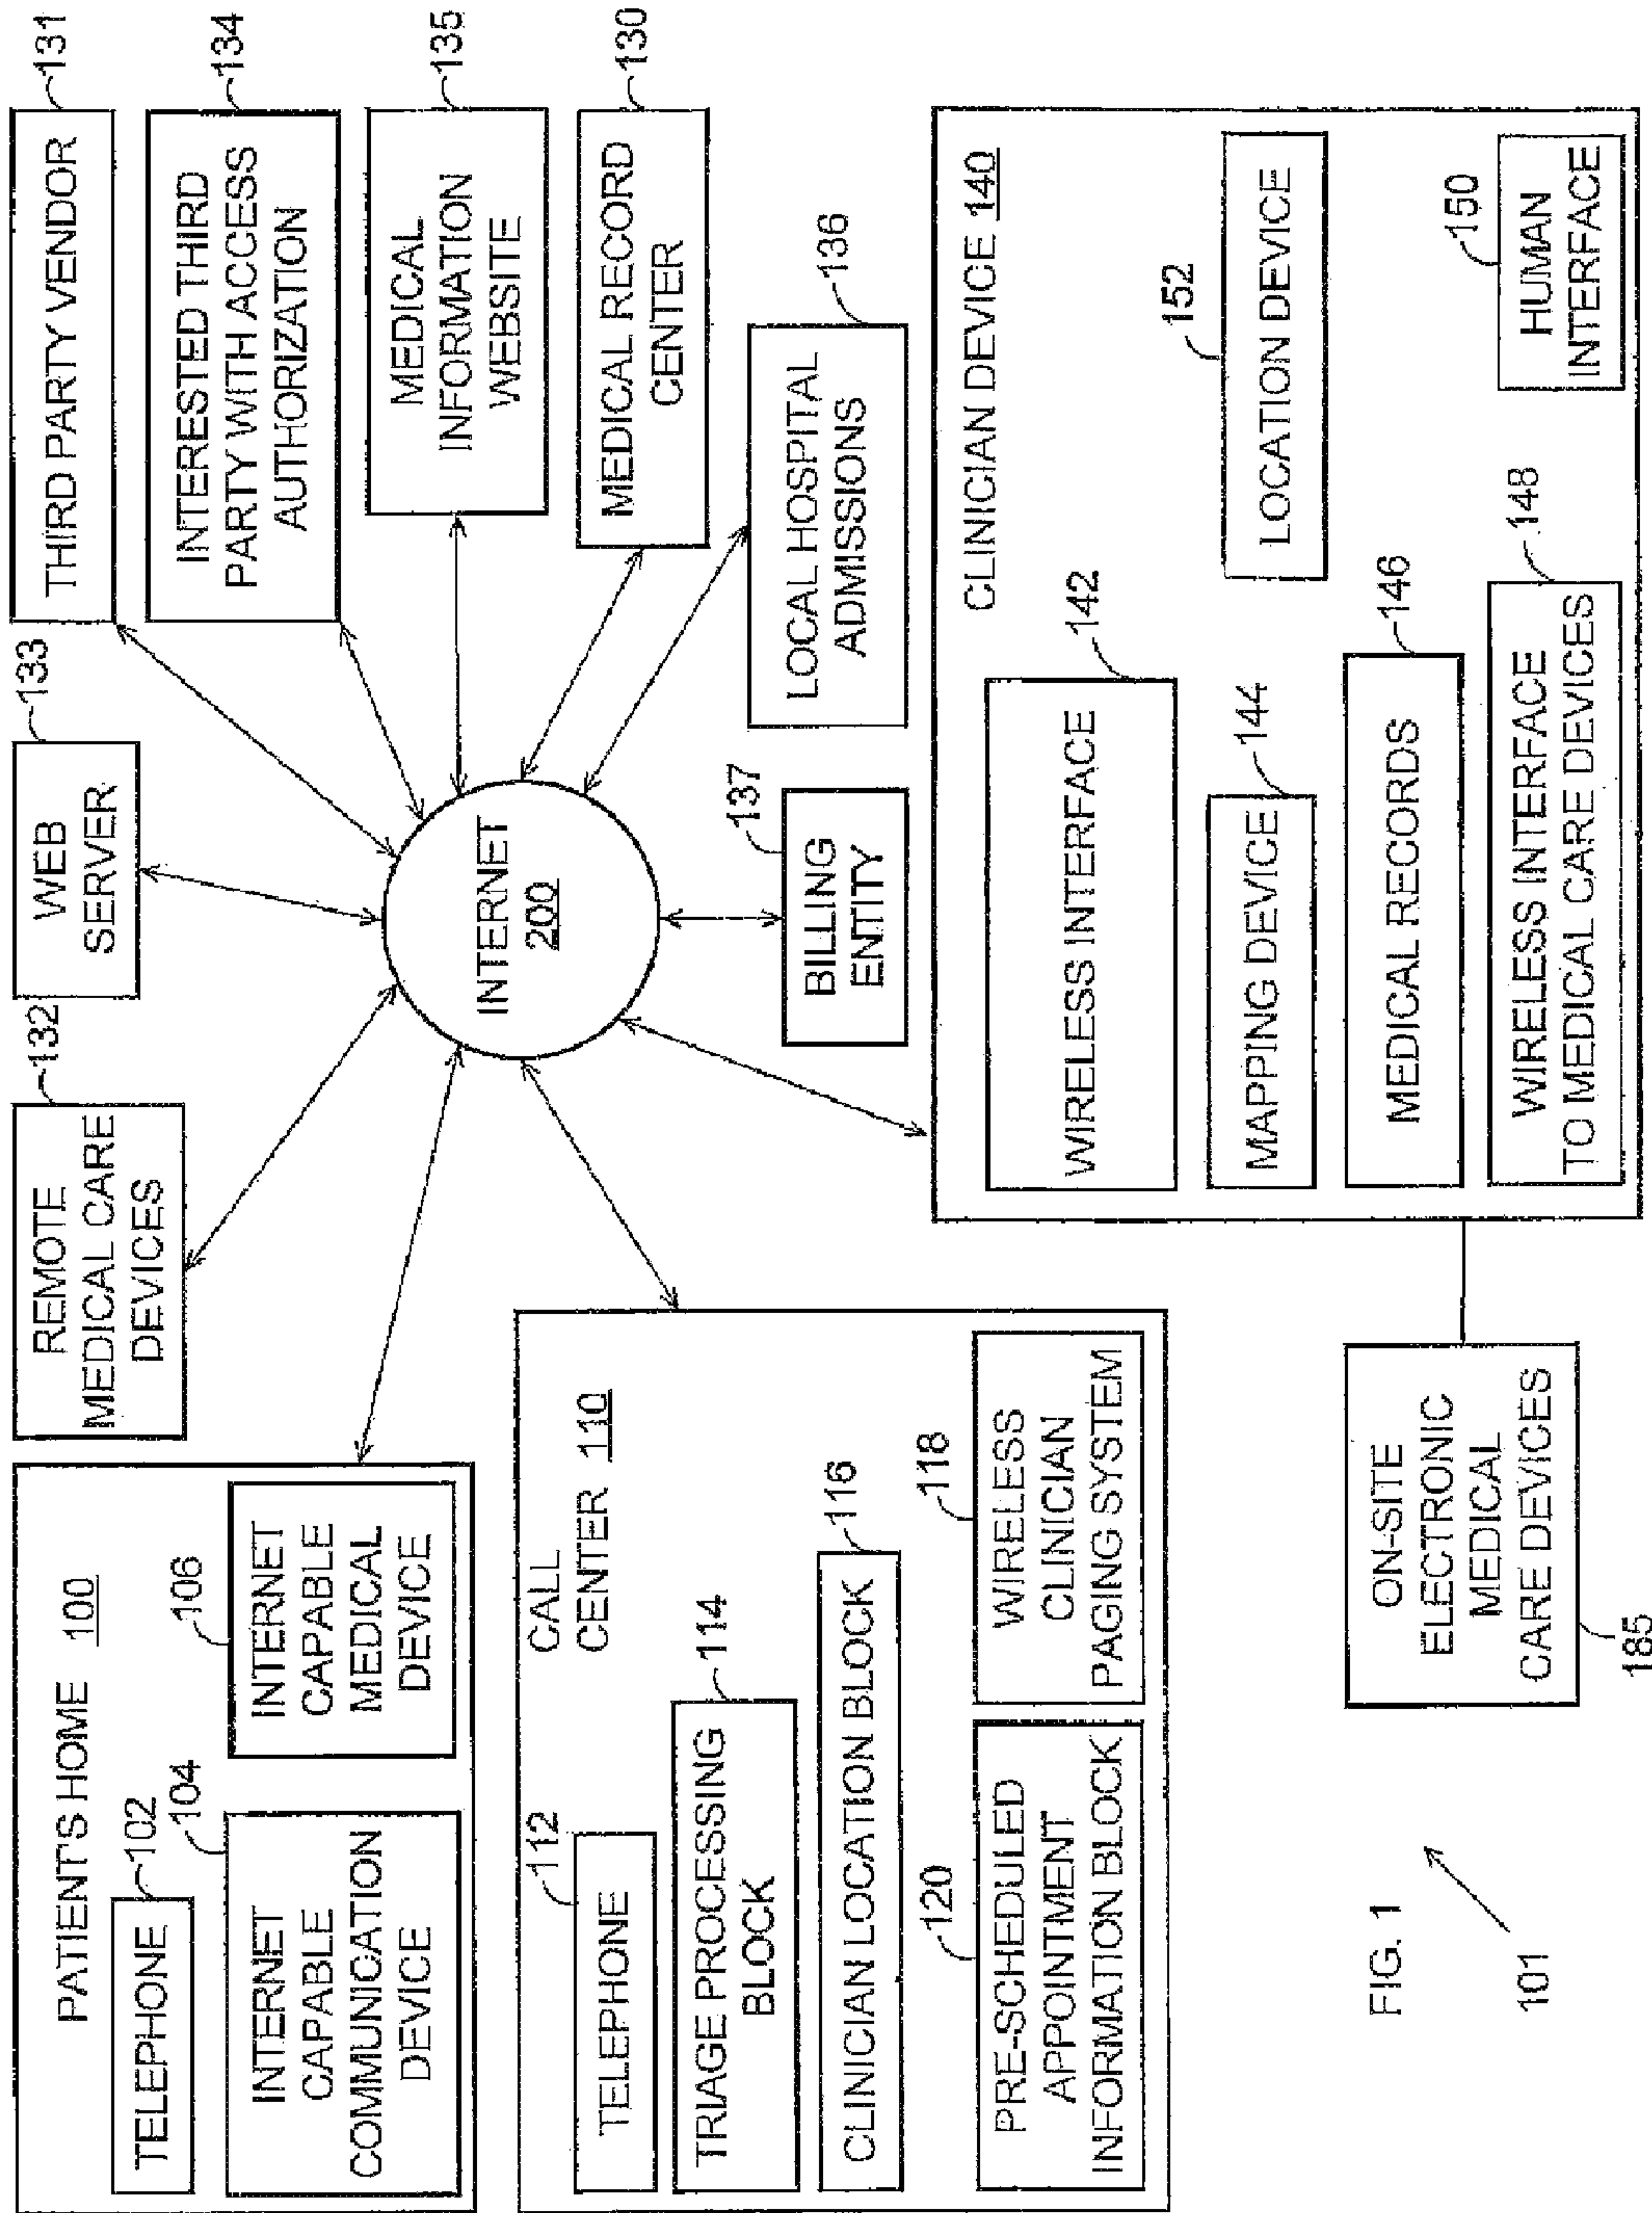 PATIENT'S HOME 100
TELEPHONE
102
INTERNET
CAPABLE
COMMUNICATION
DEVICE
104
INTERNET
CAPABLE
MEDICAL
DEVICE
106
REMOTE
MEDICAL CARE
DEVICES
132
WEB
SERVER
133
THIRD PARTY VENDOR
131
INTERESTED THIRD
PARTY WITH ACCESS
AUTHORIZATION
134
MEDICAL
INFORMATION
WEBSITE
135
MEDICAL RECORD
CENTER
130
LOCAL HOSPITAL
ADMISSIONS
136
INTERNET
200
BILLING
ENTITY
137
CALL
CENTER 110
112
TELEPHONE
TRIAGE PROCESSING
BLOCK
114
CLINICIAN LOCATION BLOCK
116
120
PRE-SCHEDULED
APPOINTMENT
INFORMATION BLOCK
118
WIRELESS
CLINICIAN
PAGING SYSTEM
CLINICIAN DEVICE 140
WIRELESS INTERFACE
142
MAPPING DEVICE
144
MEDICAL RECORDS
146
WIRELESS INTERFACE
TO MEDICAL CARE DEVICES
148
152
LOCATION DEVICE
150
HUMAN
INTERFACE
ON-SITE
ELECTRONIC
MEDICAL
CARE DEVICES
185
FIG. 1
101